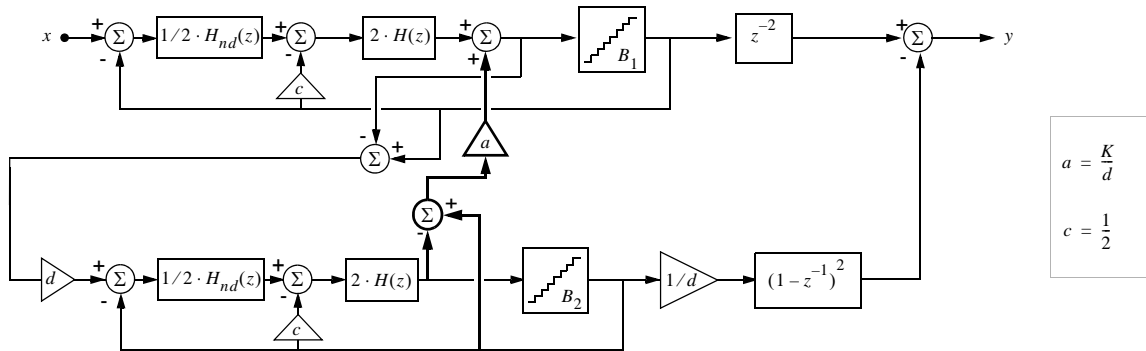 x + Σ - 1/2 · H_nd(z) + Σ - 2 · H(z) + Σ + B_1 z^{-2} + Σ - y
c
- Σ +
a
a = K/d
Σ + -
c = 1/2
d + Σ - 1/2 · H_nd(z) + Σ - 2 · H(z) B_2 1/d (1 - z^{-1})^2
c